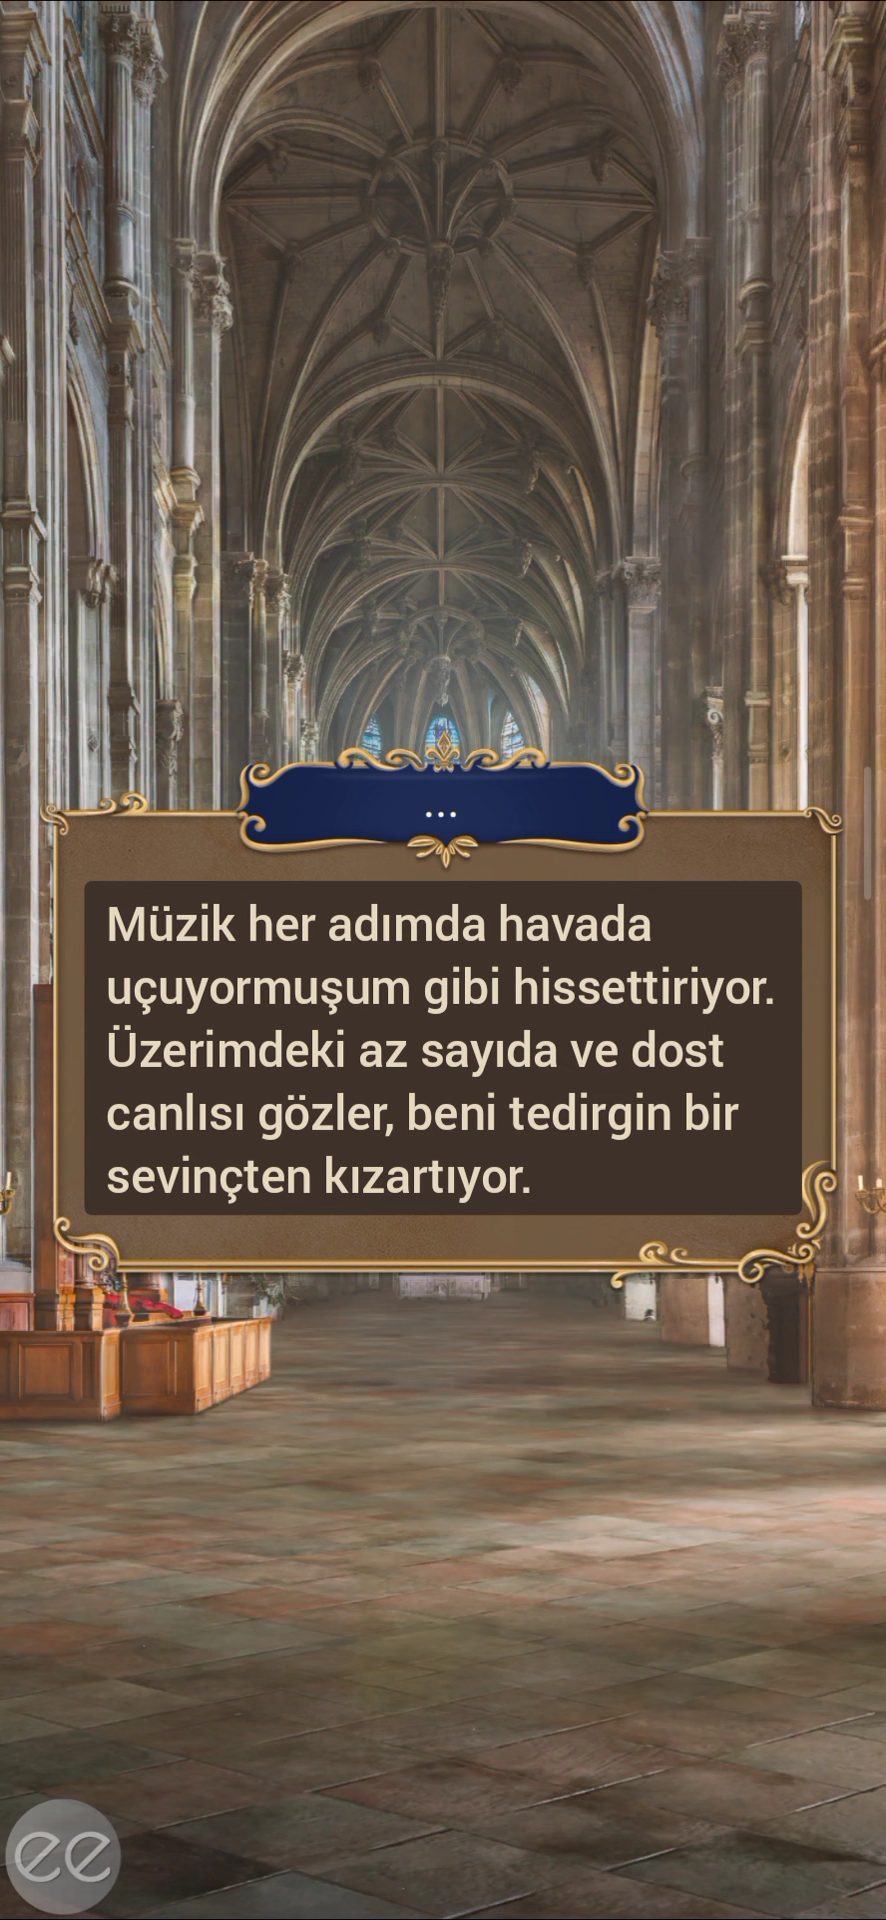 ...
Müzik her adımda havada
uçuyormuşum gibi hissettiriyor.
Üzerimdeki az sayıda ve dost
canlısı gözler, beni tedirgin bir
sevinçten kızartıyor.
ee